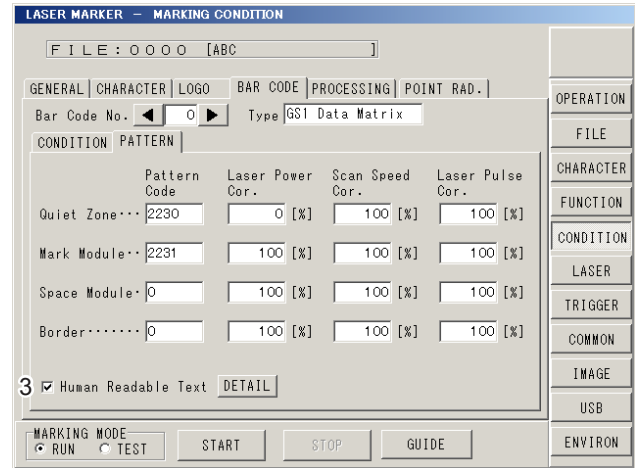 LASER MARKER － MARKING CONDITION
FILE:0000 [ABC ]
GENERAL CHARACTER LOGO BAR CODE PROCESSING POINT RAD.
Bar Code No. ◀ 0 ▶ Type GS1 Data Matrix
CONDITION PATTERN
Pattern Code Laser Power Cor. Scan Speed Cor. Laser Pulse Cor.
Quiet Zone･･･ 2230 0 [%] 100 [%] 100 [%]
Mark Module･･ 2231 100 [%] 100 [%] 100 [%]
Space Module･ 0 100 [%] 100 [%] 100 [%]
Border･･･････ 0 100 [%] 100 [%] 100 [%]
3 Human Readable Text DETAIL
MARKING MODE
RUN TEST START STOP GUIDE
OPERATION
FILE
CHARACTER
FUNCTION
CONDITION
LASER
TRIGGER
COMMON
IMAGE
USB
ENVIRON